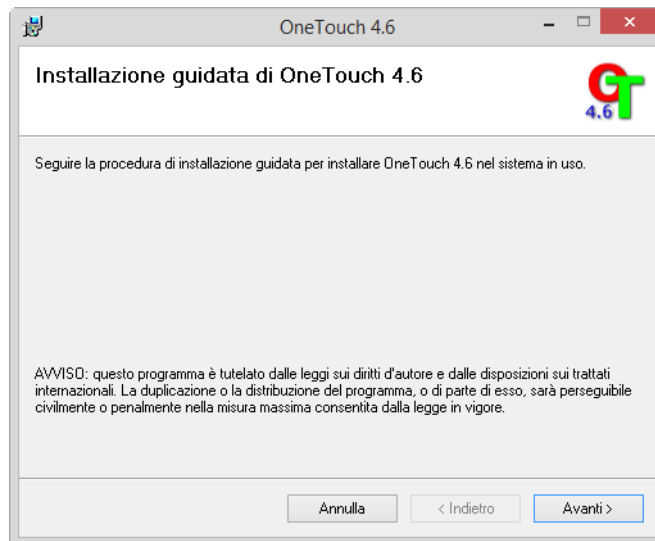 OneTouch 4.6
Installazione guidata di OneTouch 4.6
OT
4.6
Seguire la procedura di installazione guidata per installare OneTouch 4.6 nel sistema in uso.
AVVISO: questo programma è tutelato dalle leggi sui diritti d'autore e dalle disposizioni sui trattati
internazionali. La duplicazione o la distribuzione del programma, o di parte di esso, sarà perseguibile
civilmente o penalmente nella misura massima consentita dalla legge in vigore.
Annulla
< Indietro
Avanti >